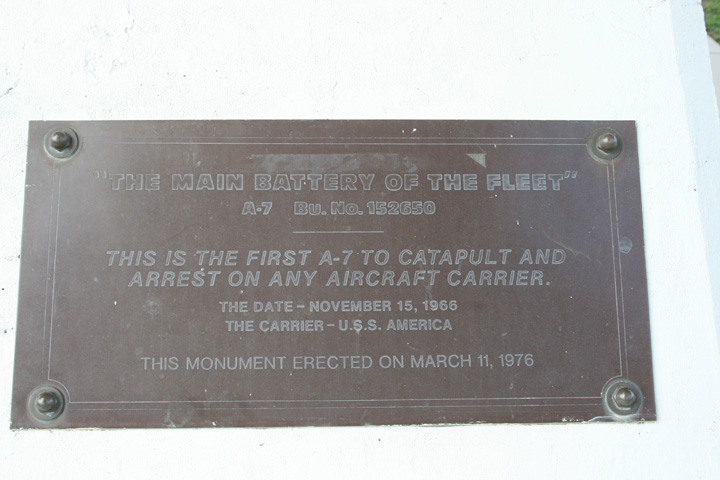 "THE MAIN BATTERY OF THE FLEET"
A-7 BU. NO. 152650
THIS IS THE FIRST A-7 TO CATAPULT AND
ARREST ON ANY AIRCRAFT CARRIER.
THE DATE - NOVEMBER 15, 1966
THE CARRIER - U.S.S. AMERICA
THIS MONUMENT ERECTED ON MARCH 11, 1976